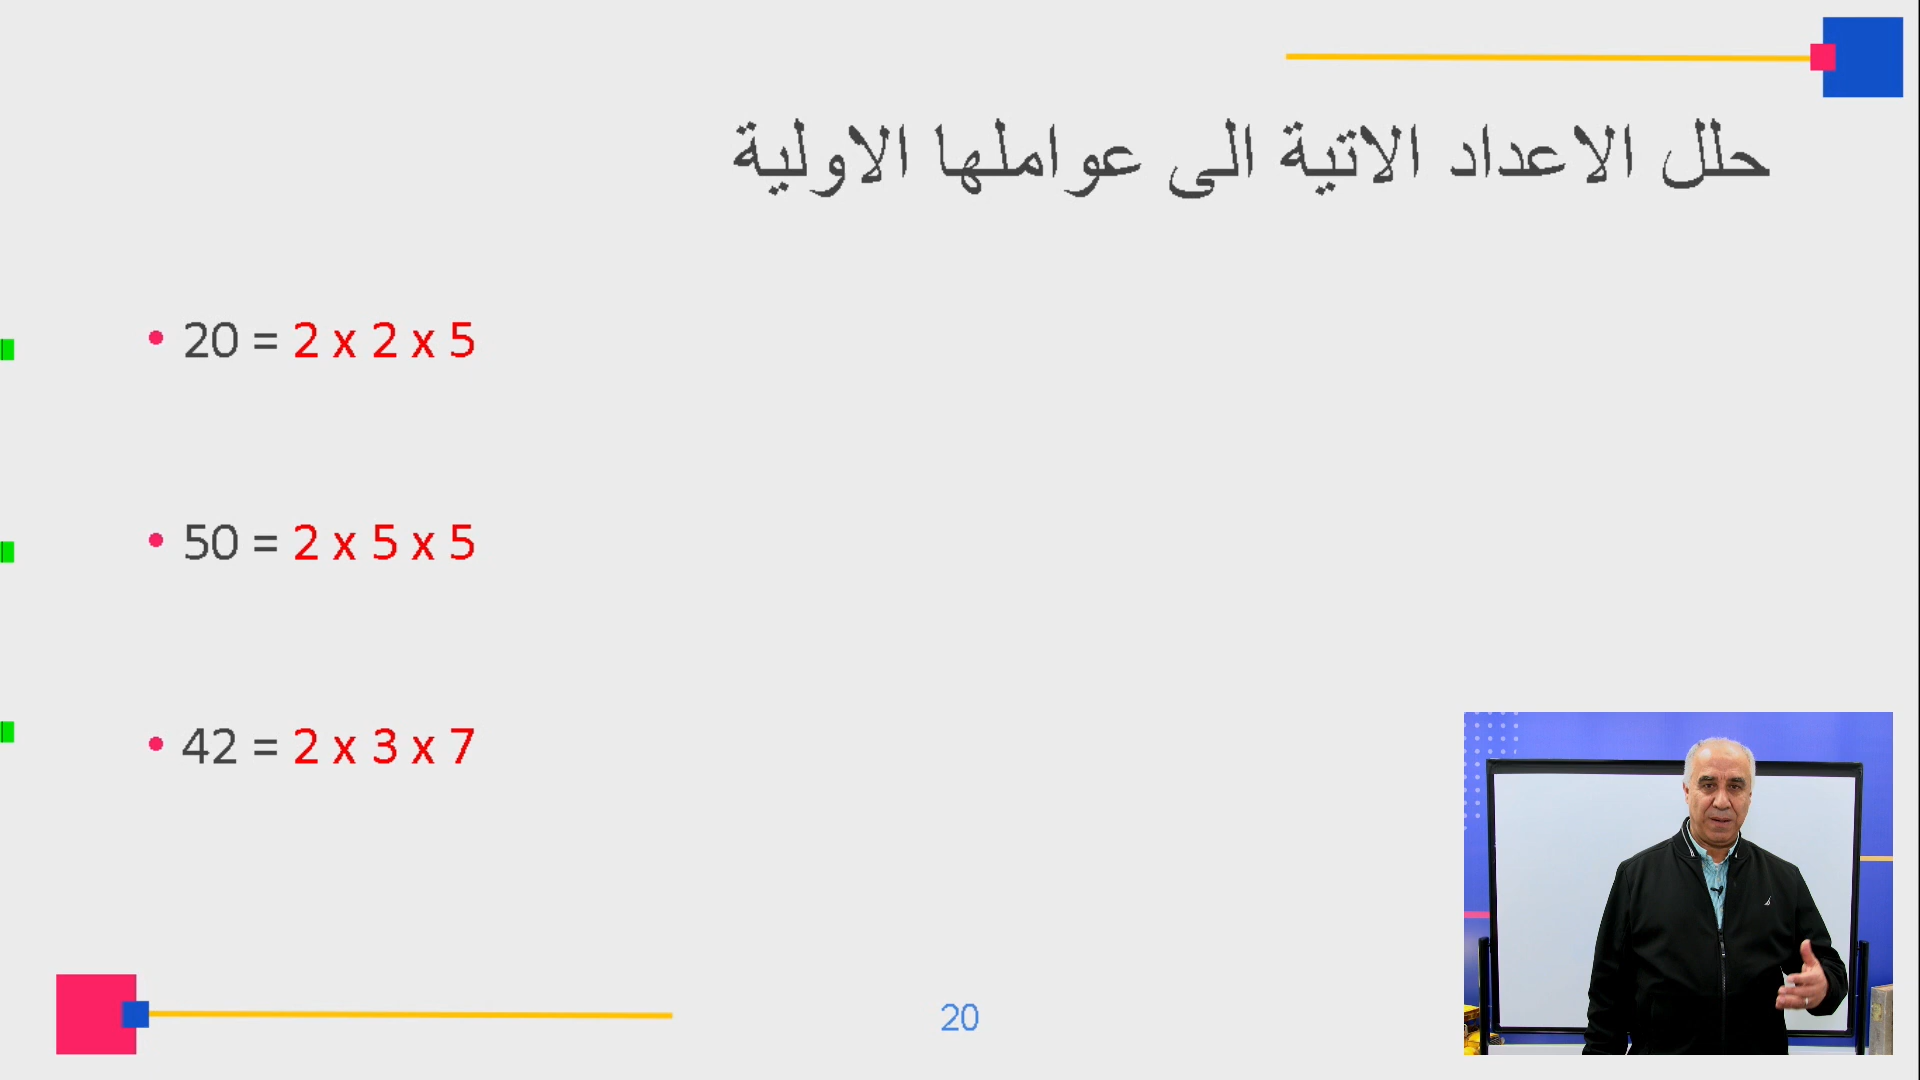 حلل الاعداد الاتية الى عواملها الاولية
• 20 = 2 x 2 x 5
• 50 = 2 x 5 x 5
• 42 = 2 x 3 x 7
20